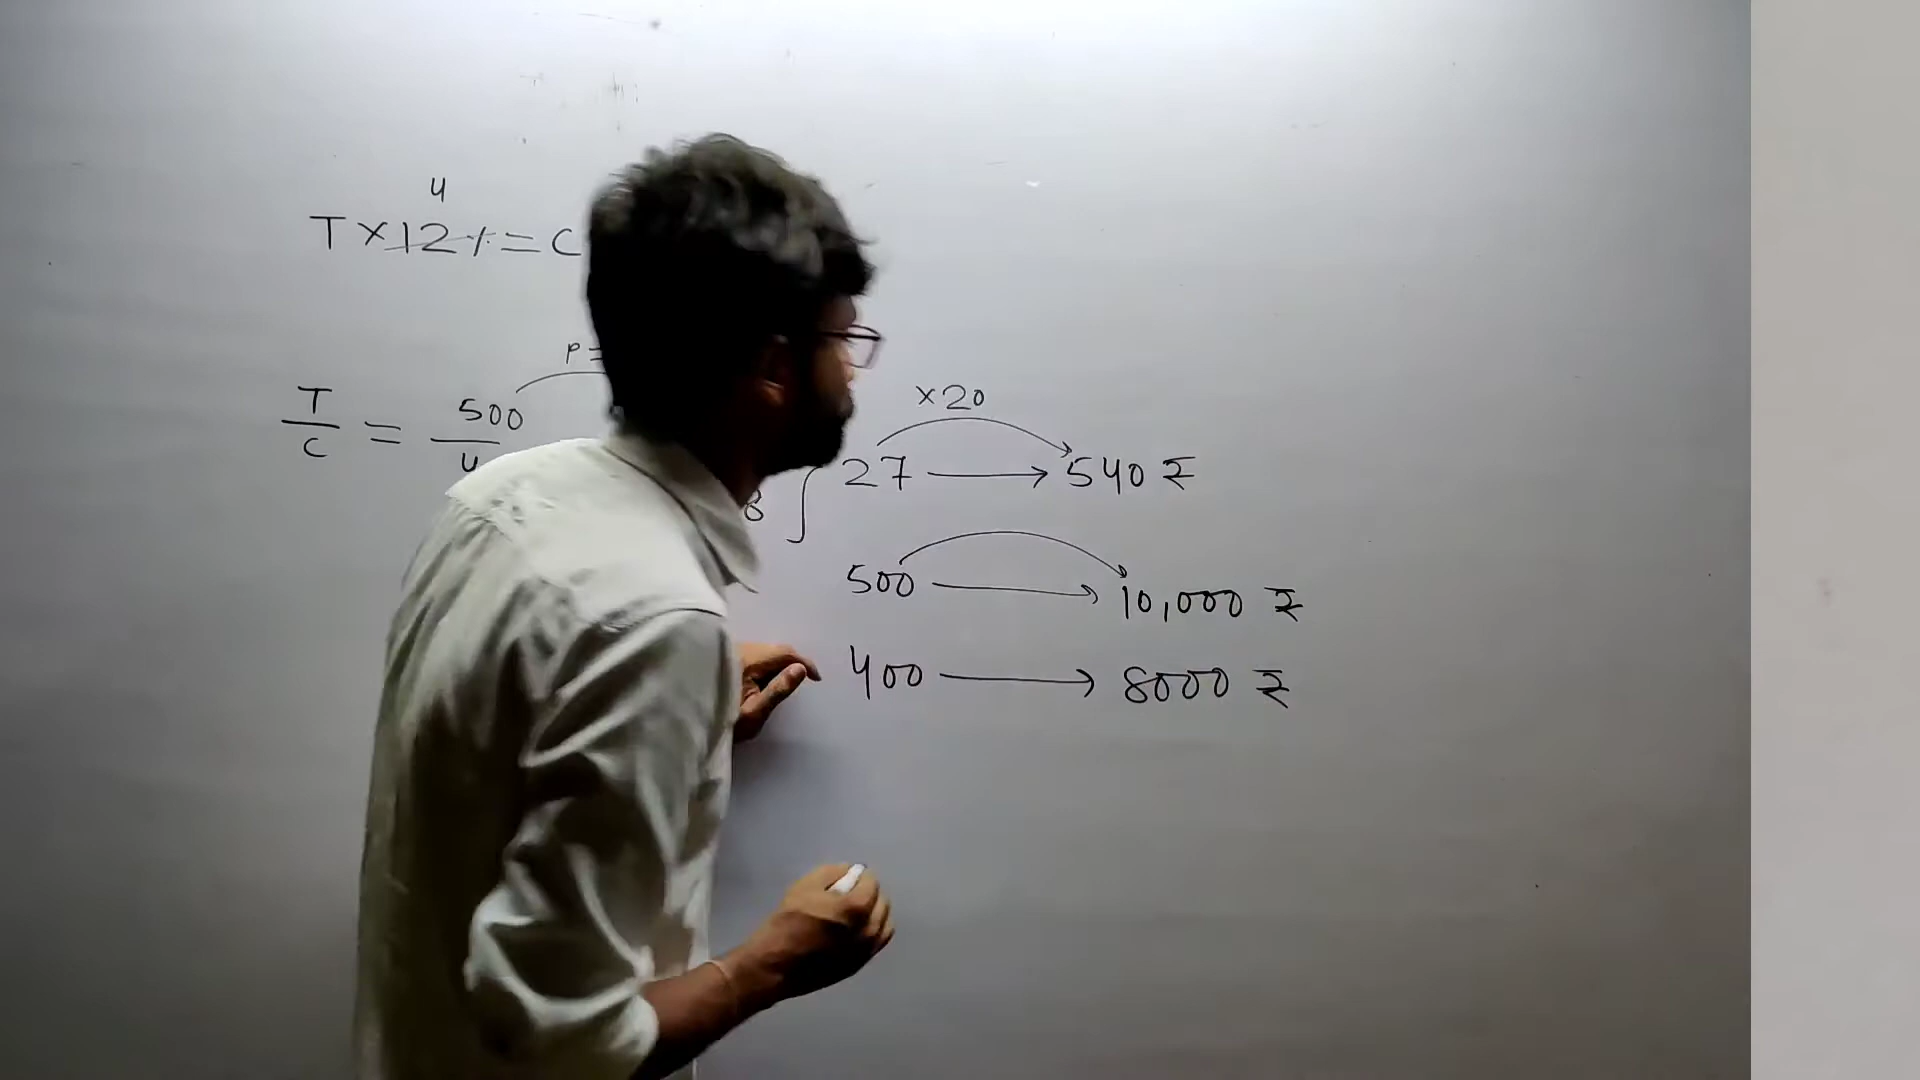 4
T × 12 % = C
P =
T
C
=
500
4
8
× 20
27 → 540 ₹
500 → 10,000 ₹
400 → 8000 ₹